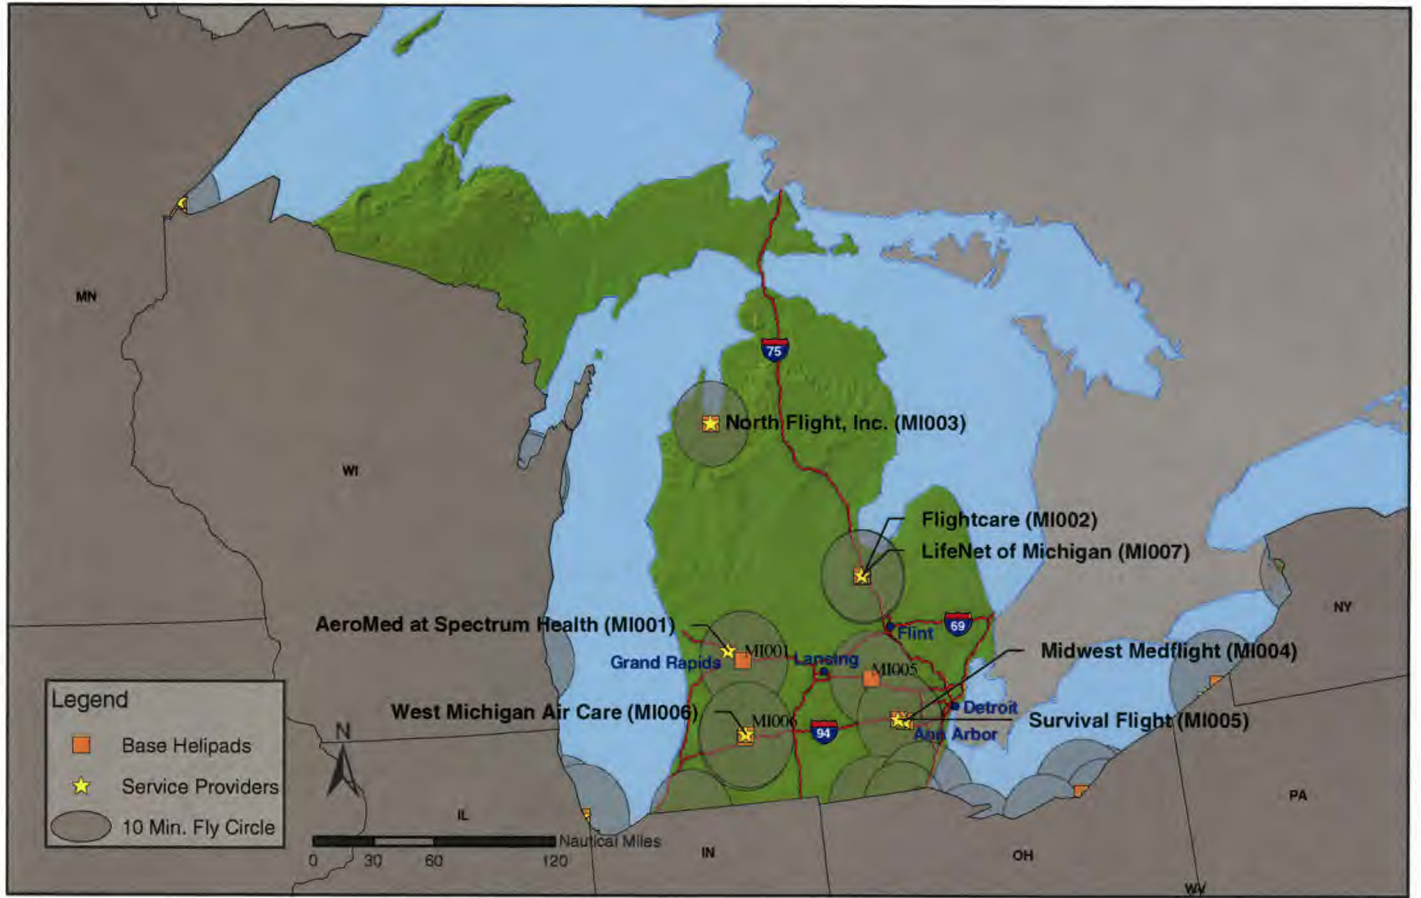 MN
75
North Flight, Inc. (MI003)
WI
Flightcare (MI002)
LifeNet of Michigan (MI007)
NY
AeroMed at Spectrum Health (MI001)
69
Flint
MI001
Grand Rapids
Lansing
MI005
Midwest Medflight (MI004)
Legend
N
West Michigan Air Care (MI006)
MI006
94
Detroit
Survival Flight (MI005)
Ann Arbor
Base Helipads
Service Providers
10 Min. Fly Circle
IL
PA
Nautical Miles
0 30 60 120
IN
OH
WV